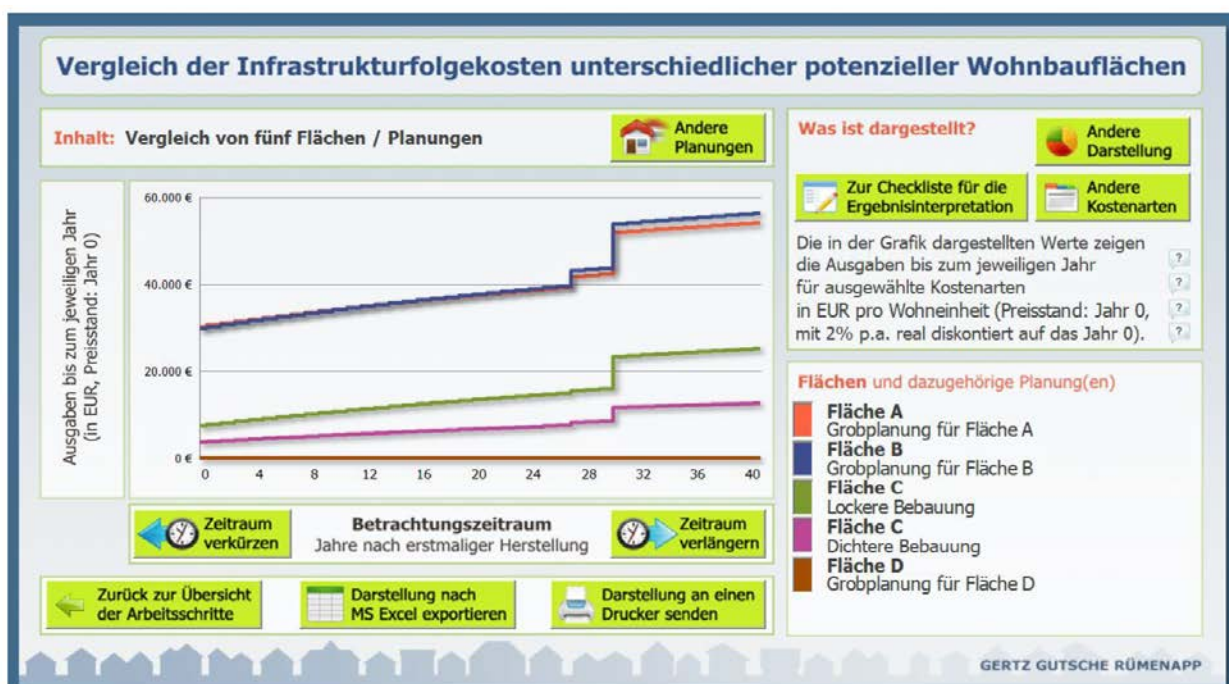 Vergleich der Infrastrukturfolgekosten unterschiedlicher potenzieller Wohnbauflächen
Inhalt: Vergleich von fünf Flächen / Planungen
Andere
Planungen
Was ist dargestellt?
Andere
Darstellung
Zur Checkliste für die
Ergebnisinterpretation
Andere
Kostenarten
Die in der Grafik dargestellten Werte zeigen
die Ausgaben bis zum jeweiligen Jahr
für ausgewählte Kostenarten
in EUR pro Wohneinheit (Preisstand: Jahr 0,
mit 2% p.a. real diskontiert auf das Jahr 0).
?
?
?
?
Ausgaben bis zum jeweiligen Jahr
(in EUR, Preisstand: Jahr 0)
60.000 €
40.000 €
20.000 €
0 €
0 4 8 12 16 20 24 28 32 36 40
Flächen und dazugehörige Planung(en)
Fläche A
Grobplanung für Fläche A
Fläche B
Grobplanung für Fläche B
Fläche C
Lockere Bebauung
Fläche C
Dichtere Bebauung
Fläche D
Grobplanung für Fläche D
Zeitraum
verkürzen
Betrachtungszeitraum
Jahre nach erstmaliger Herstellung
Zeitraum
verlängern
Zurück zur Übersicht
der Arbeitsschritte
Darstellung nach
MS Excel exportieren
Darstellung an einen
Drucker senden
GERTZ GUTSCHE RÜMENAPP